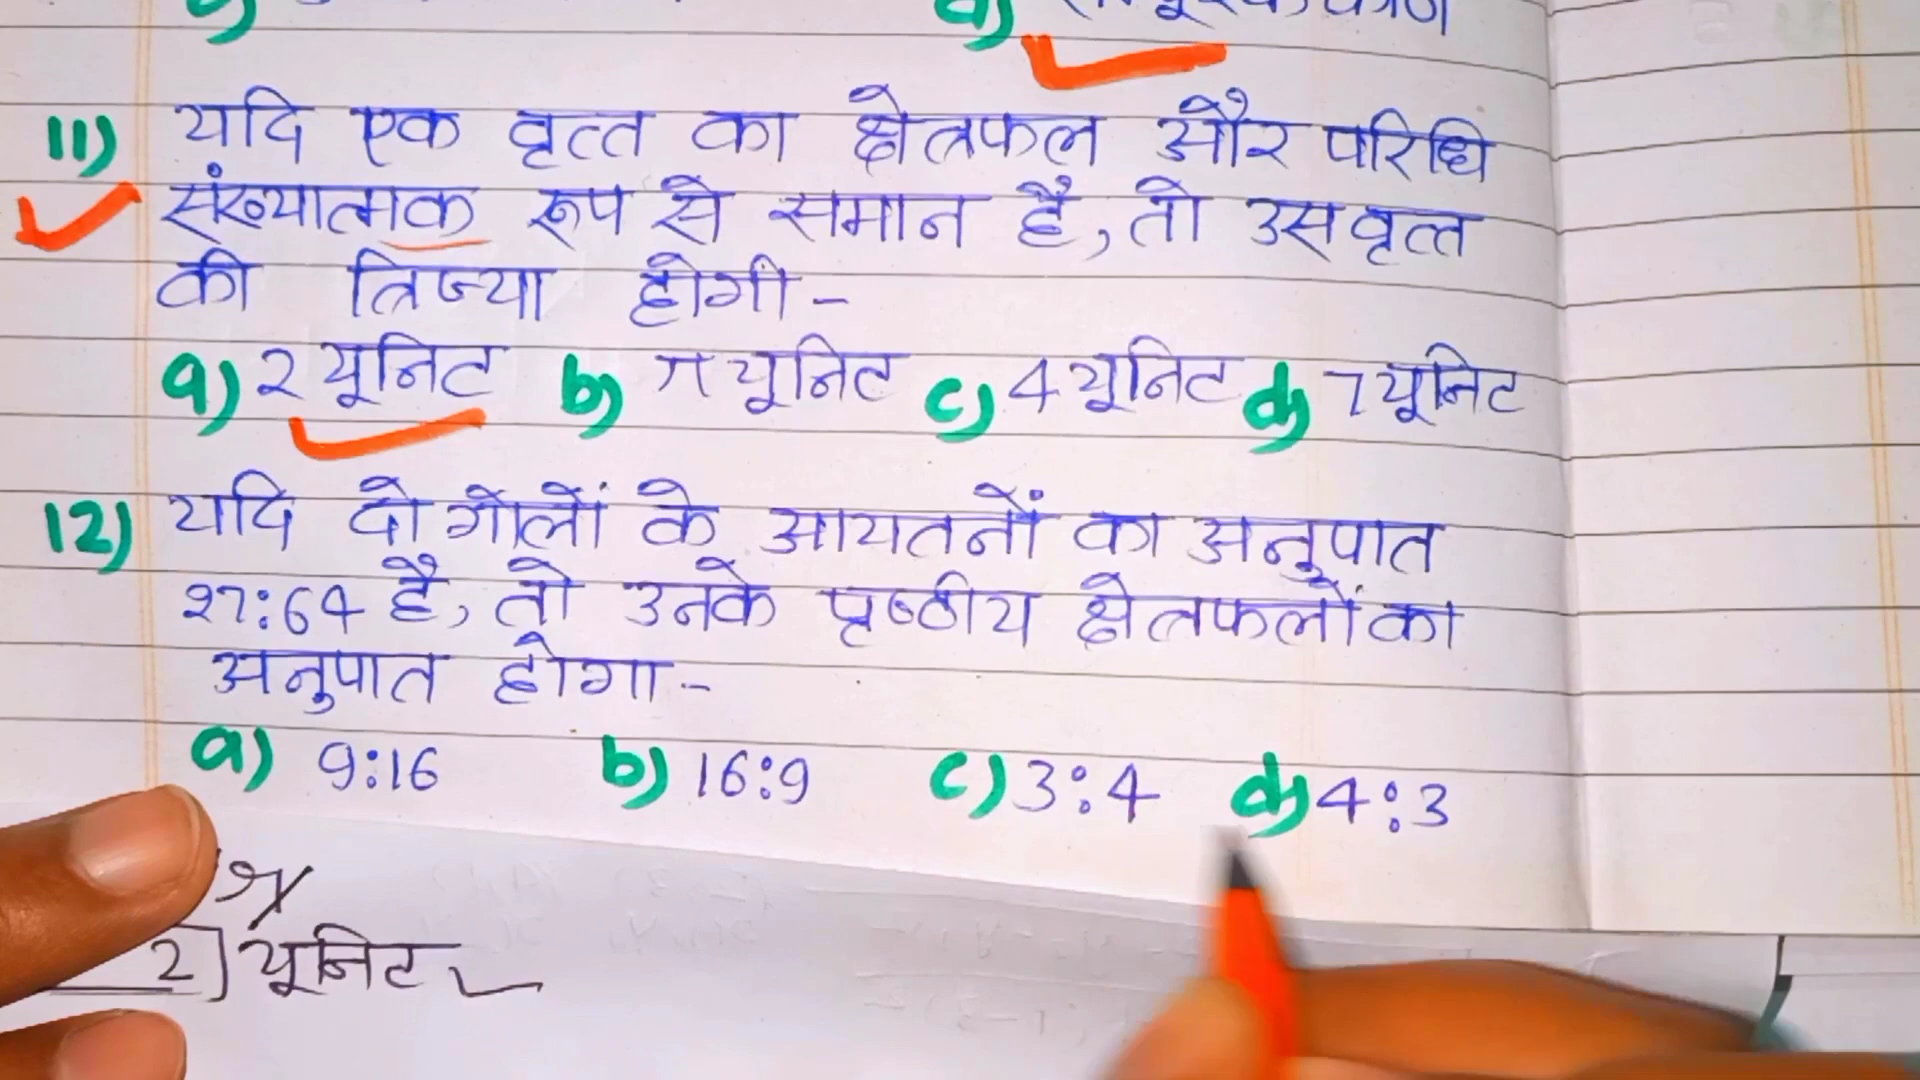 11) यदि एक वृत्त का क्षेत्रफल और परिधि
संख्यात्मक रूप से समान है, तो उस वृत्त
की त्रिज्या होगी -
a) 2 यूनिट b) π यूनिट c) 4 यूनिट d) 7 यूनिट
12) यदि दो गोलों के आयतनों का अनुपात
27:64 है, तो उनके पृष्ठीय क्षेत्रफलों का
अनुपात होगा -
a) 9:16 b) 16:9 c) 3:4 d) 4:3
2 यूनिट